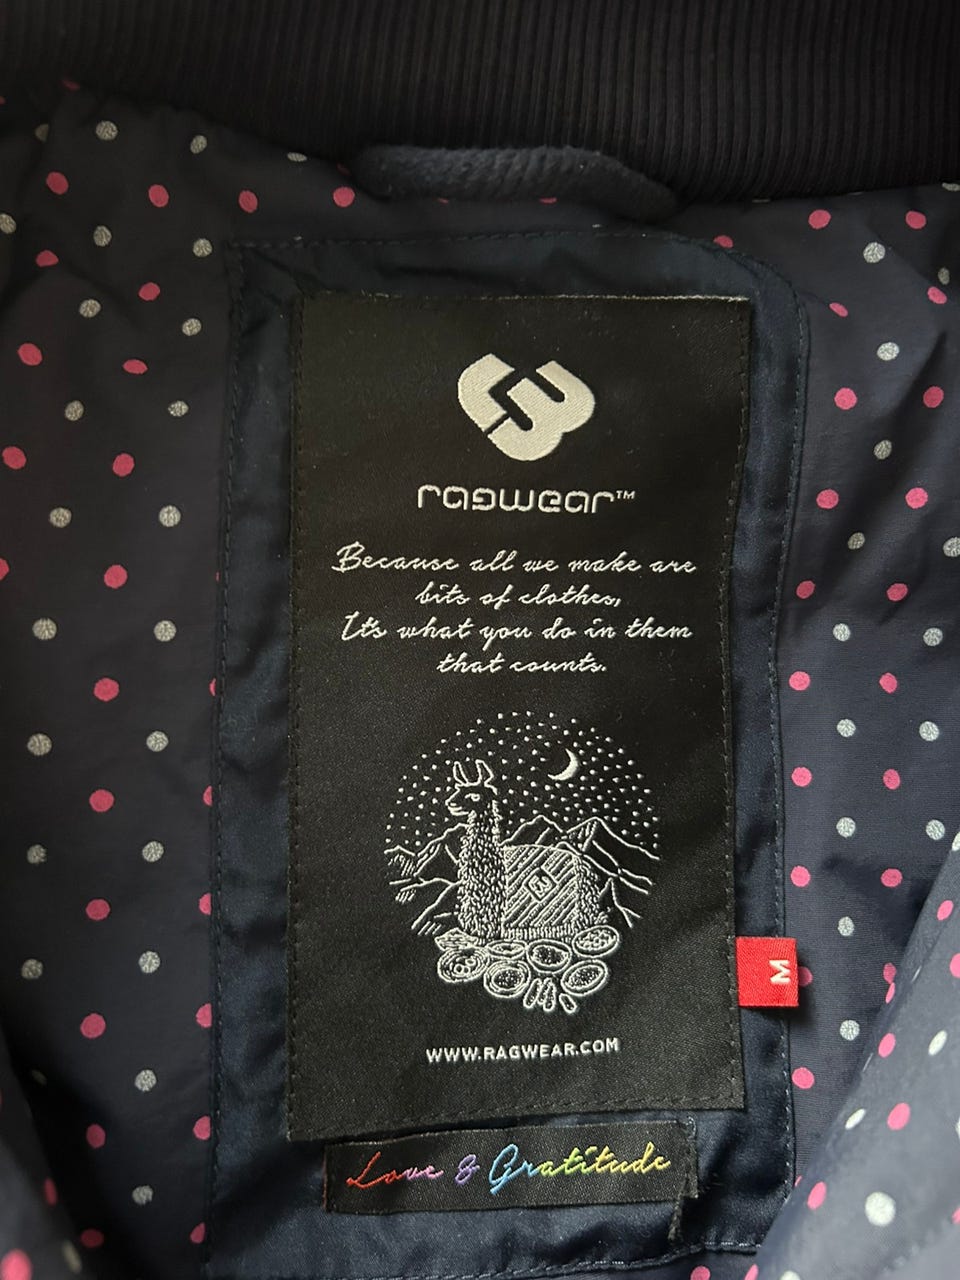 ragwear™
Because all we make are
bits of clothes,
It's what you do in them
that counts.
WWW.RAGWEAR.COM
M
Love & Gratitude